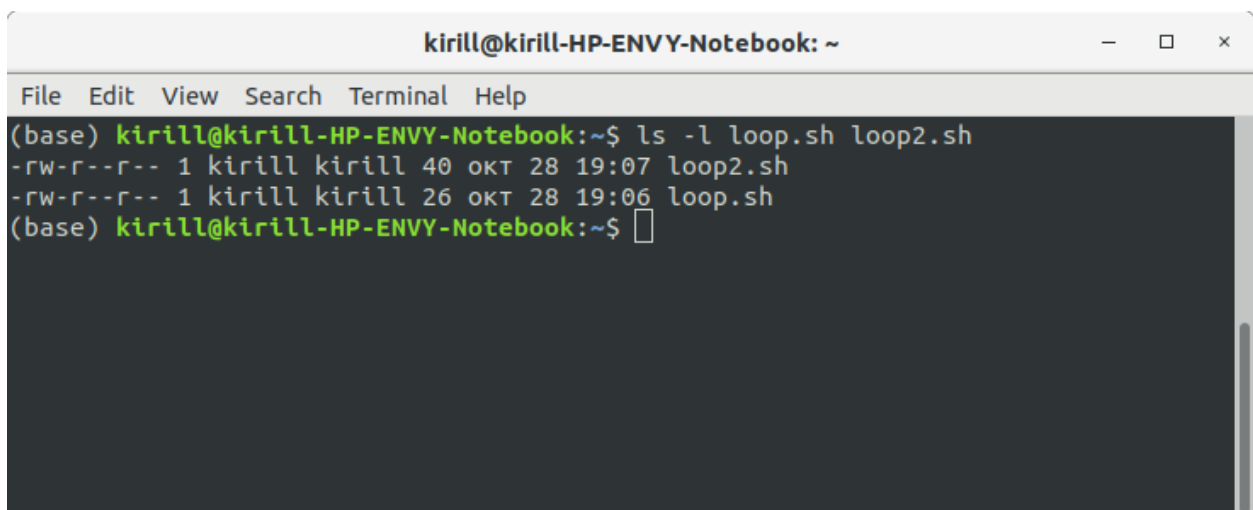 kirill@kirill-HP-ENVY-Notebook: ~
File Edit View Search Terminal Help
(base) kirill@kirill-HP-ENVY-Notebook:~$ ls -l loop.sh loop2.sh
-rw-r--r-- 1 kirill kirill 40 окт 28 19:07 loop2.sh
-rw-r--r-- 1 kirill kirill 26 окт 28 19:06 loop.sh
(base) kirill@kirill-HP-ENVY-Notebook:~$